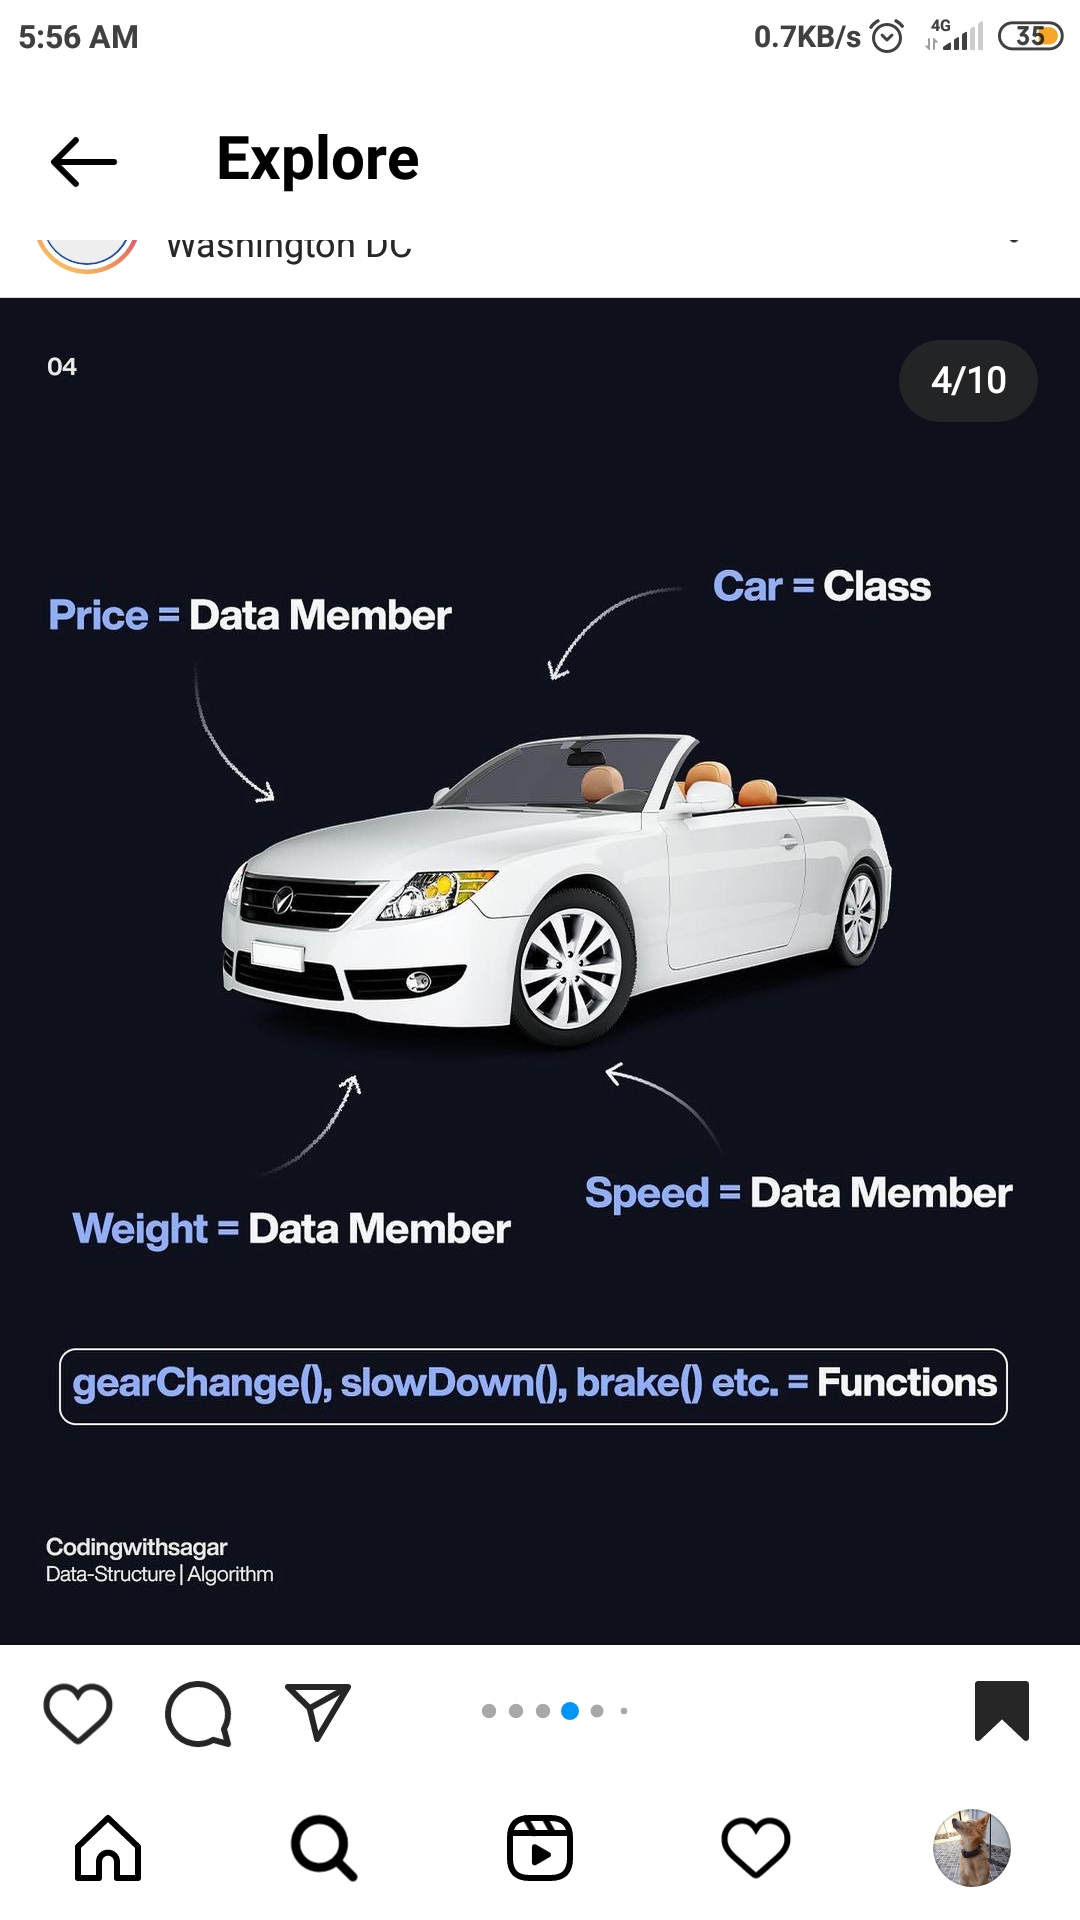 5:56 AM
0.7KB/s 4G 35
Explore
Washington DC
04
4/10
Car = Class
Price = Data Member
Speed = Data Member
Weight = Data Member
gearChange(), slowDown(), brake() etc. = Functions
Codingwithsagar
Data-Structure | Algorithm